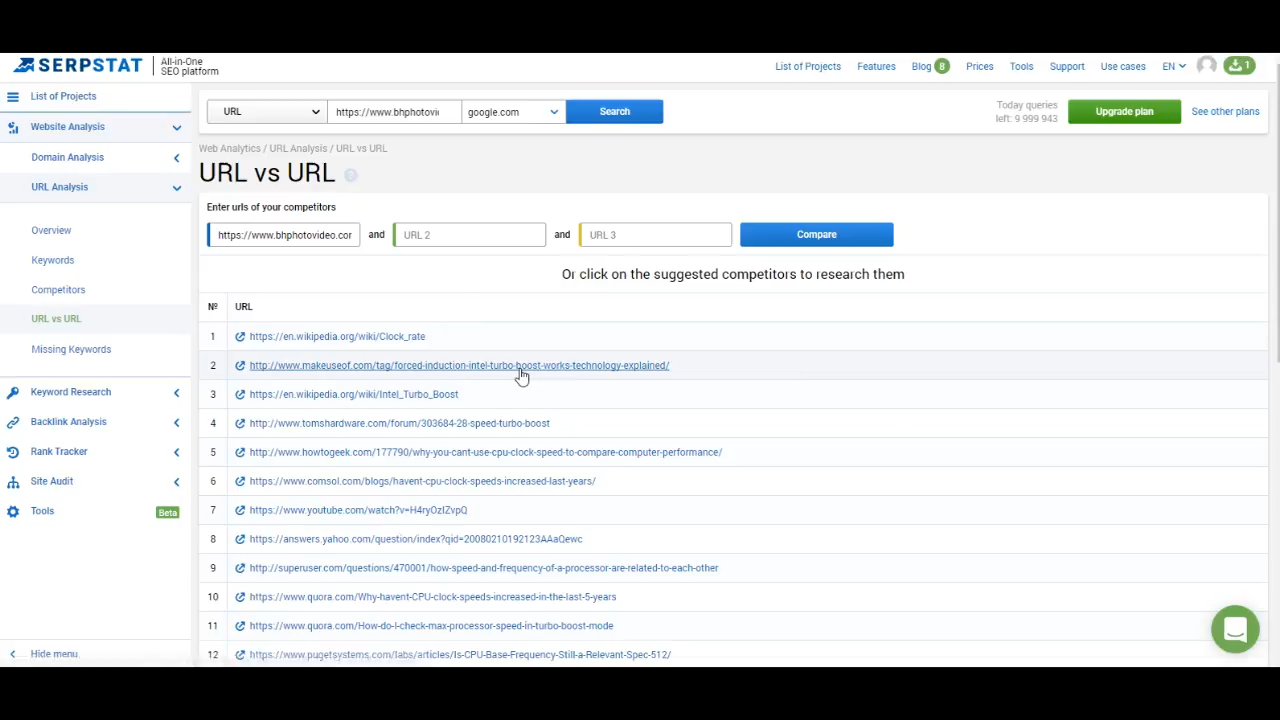 SERPSTAT
All-in-One
SEO platform
List of Projects Features Blog 8 Prices Tools Support Use cases EN 1
List of Projects
Website Analysis
Domain Analysis
URL Analysis
Overview
Keywords
Competitors
URL vs URL
Missing Keywords
Keyword Research
Backlink Analysis
Rank Tracker
Site Audit
Tools Beta
Hide menu
URL https://www.bhphotovi google.com Search
Today queries
left: 9 999 943
Upgrade plan See other plans
Web Analytics / URL Analysis / URL vs URL
URL vs URL ?
Enter urls of your competitors
https://www.bhphotovideo.cor and URL 2 and URL 3 Compare
Or click on the suggested competitors to research them
Nº URL
1 https://en.wikipedia.org/wiki/Clock_rate
2 http://www.makeuseof.com/tag/forced-induction-intel-turbo-boost-works-technology-explained/
3 https://en.wikipedia.org/wiki/Intel_Turbo_Boost
4 http://www.tomshardware.com/forum/303684-28-speed-turbo-boost
5 http://www.howtogeek.com/177790/why-you-cant-use-cpu-clock-speed-to-compare-computer-performance/
6 https://www.comsol.com/blogs/havent-cpu-clock-speeds-increased-last-years/
7 https://www.youtube.com/watch?v=H4ryOzIZvpQ
8 https://answers.yahoo.com/question/index?qid=20080210192123AAaQewc
9 http://superuser.com/questions/470001/how-speed-and-frequency-of-a-processor-are-related-to-each-other
10 https://www.quora.com/Why-havent-CPU-clock-speeds-increased-in-the-last-5-years
11 https://www.quora.com/How-do-I-check-max-processor-speed-in-turbo-boost-mode
12 https://www.pugetsystems.com/labs/articles/Is-CPU-Base-Frequency-Still-a-Relevant-Spec-512/